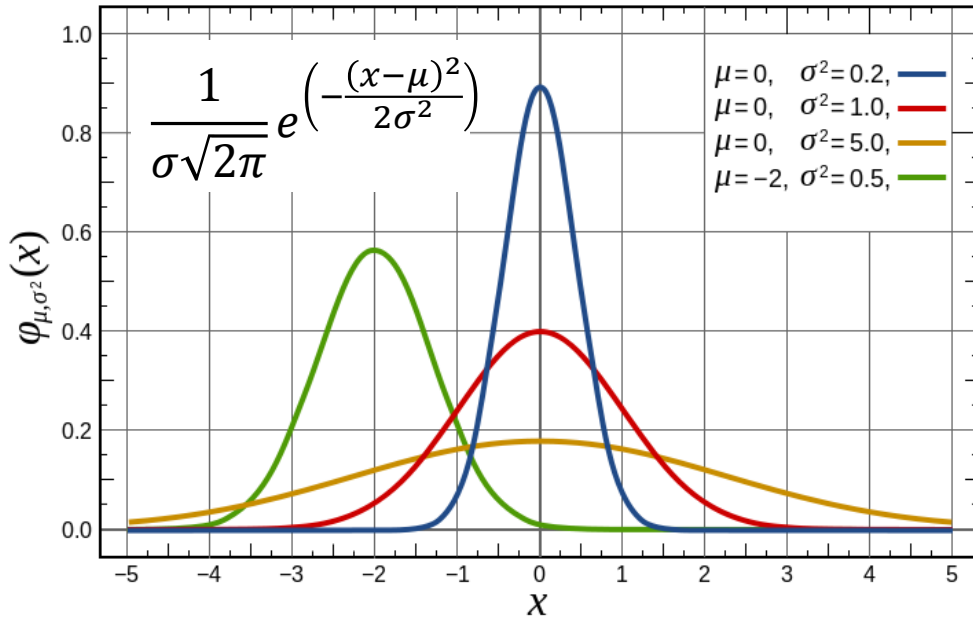 1.0
0.8
0.6
0.4
0.2
0.0
φμ,σ²(x)
1
σ√2π
e(−(x−μ)²/2σ²)
μ=0, σ²=0.2,
μ=0, σ²=1.0,
μ=0, σ²=5.0,
μ=−2, σ²=0.5,
−5 −4 −3 −2 −1 0 1 2 3 4 5
x